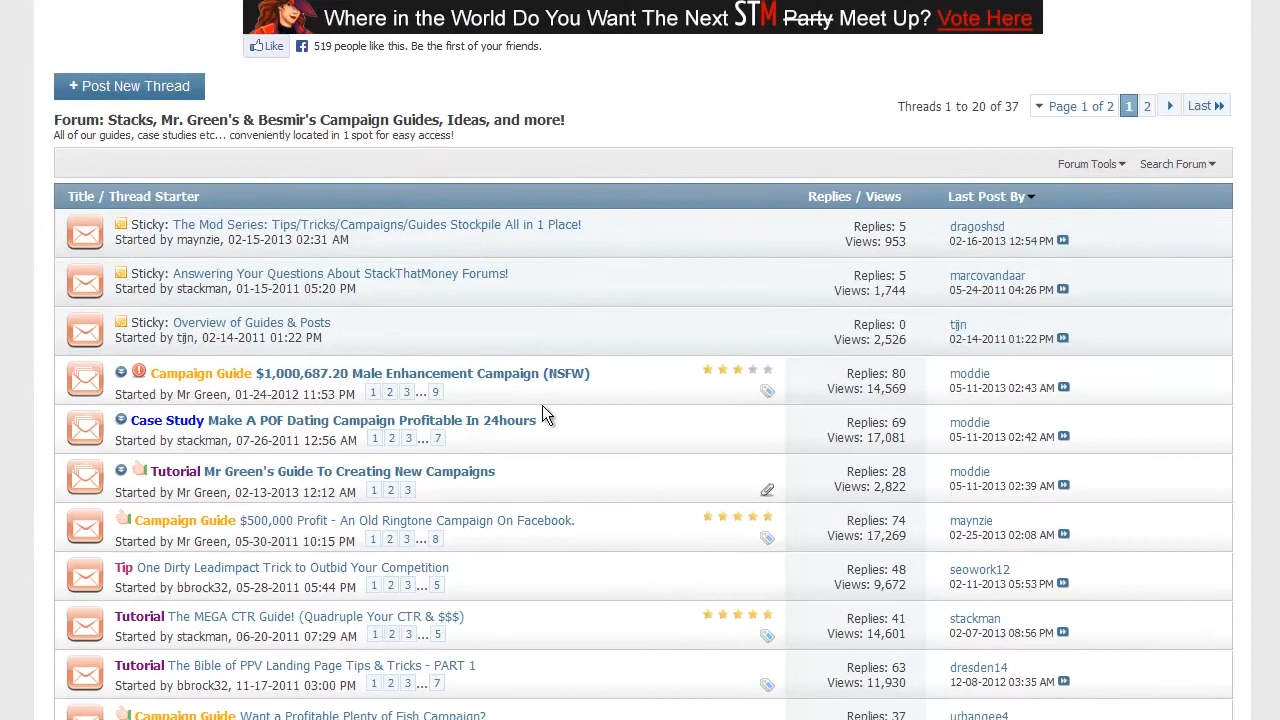 Where in the World Do You Want The Next STM Party Meet Up? Vote Here
Like 519 people like this. Be the first of your friends.
+ Post New Thread
Threads 1 to 20 of 37 Page 1 of 2 1 2 Last
Forum: Stacks, Mr. Green's & Besmir's Campaign Guides, Ideas, and more!
All of our guides, case studies etc... conveniently located in 1 spot for easy access!
Forum Tools Search Forum
Title / Thread Starter Replies / Views Last Post By
Sticky: The Mod Series: Tips/Tricks/Campaigns/Guides Stockpile All in 1 Place! Replies: 5 dragoshsd
Started by maynzie, 02-15-2013 02:31 AM Views: 953 02-16-2013 12:54 PM
Sticky: Answering Your Questions About StackThatMoney Forums! Replies: 5 marcovandaar
Started by stackman, 01-15-2011 05:20 PM Views: 1,744 05-24-2011 04:26 PM
Sticky: Overview of Guides & Posts Replies: 0 tijn
Started by tijn, 02-14-2011 01:22 PM Views: 2,526 02-14-2011 01:22 PM
Campaign Guide $1,000,687.20 Male Enhancement Campaign (NSFW) Replies: 80 moddie
Started by Mr Green, 01-24-2012 11:53 PM 1 2 3 ... 9 Views: 14,569 05-11-2013 02:43 AM
Case Study Make A POF Dating Campaign Profitable In 24hours Replies: 69 moddie
Started by stackman, 07-26-2011 12:56 AM 1 2 3 ... 7 Views: 17,081 05-11-2013 02:42 AM
Tutorial Mr Green's Guide To Creating New Campaigns Replies: 28 moddie
Started by Mr Green, 02-13-2013 12:12 AM 1 2 3 Views: 2,822 05-11-2013 02:39 AM
Campaign Guide $500,000 Profit - An Old Ringtone Campaign On Facebook. Replies: 74 maynzie
Started by Mr Green, 05-30-2011 10:15 PM 1 2 3 ... 8 Views: 17,269 02-25-2013 02:08 AM
Tip One Dirty Leadimpact Trick to Outbid Your Competition Replies: 48 seowork12
Started by bbrock32, 05-28-2011 05:44 PM 1 2 3 ... 5 Views: 9,672 02-11-2013 05:53 PM
Tutorial The MEGA CTR Guide! (Quadruple Your CTR & $$$) Replies: 41 stackman
Started by stackman, 06-20-2011 07:29 AM 1 2 3 ... 5 Views: 14,601 02-07-2013 08:56 PM
Tutorial The Bible of PPV Landing Page Tips & Tricks - PART 1 Replies: 63 dresden14
Started by bbrock32, 11-17-2011 03:00 PM 1 2 3 ... 7 Views: 11,930 12-08-2012 03:35 AM
Campaign Guide Want a Profitable Plenty of Fish Campaign? Replies: 37 urhangee4